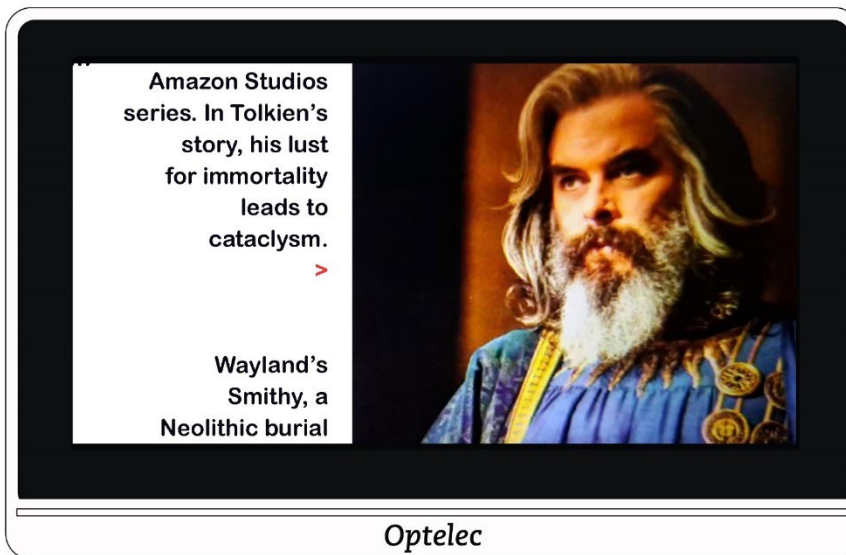 Amazon Studios
series. In Tolkien’s
story, his lust
for immortality
leads to
cataclysm.
>
Wayland’s
Smithy, a
Neolithic burial
Optelec